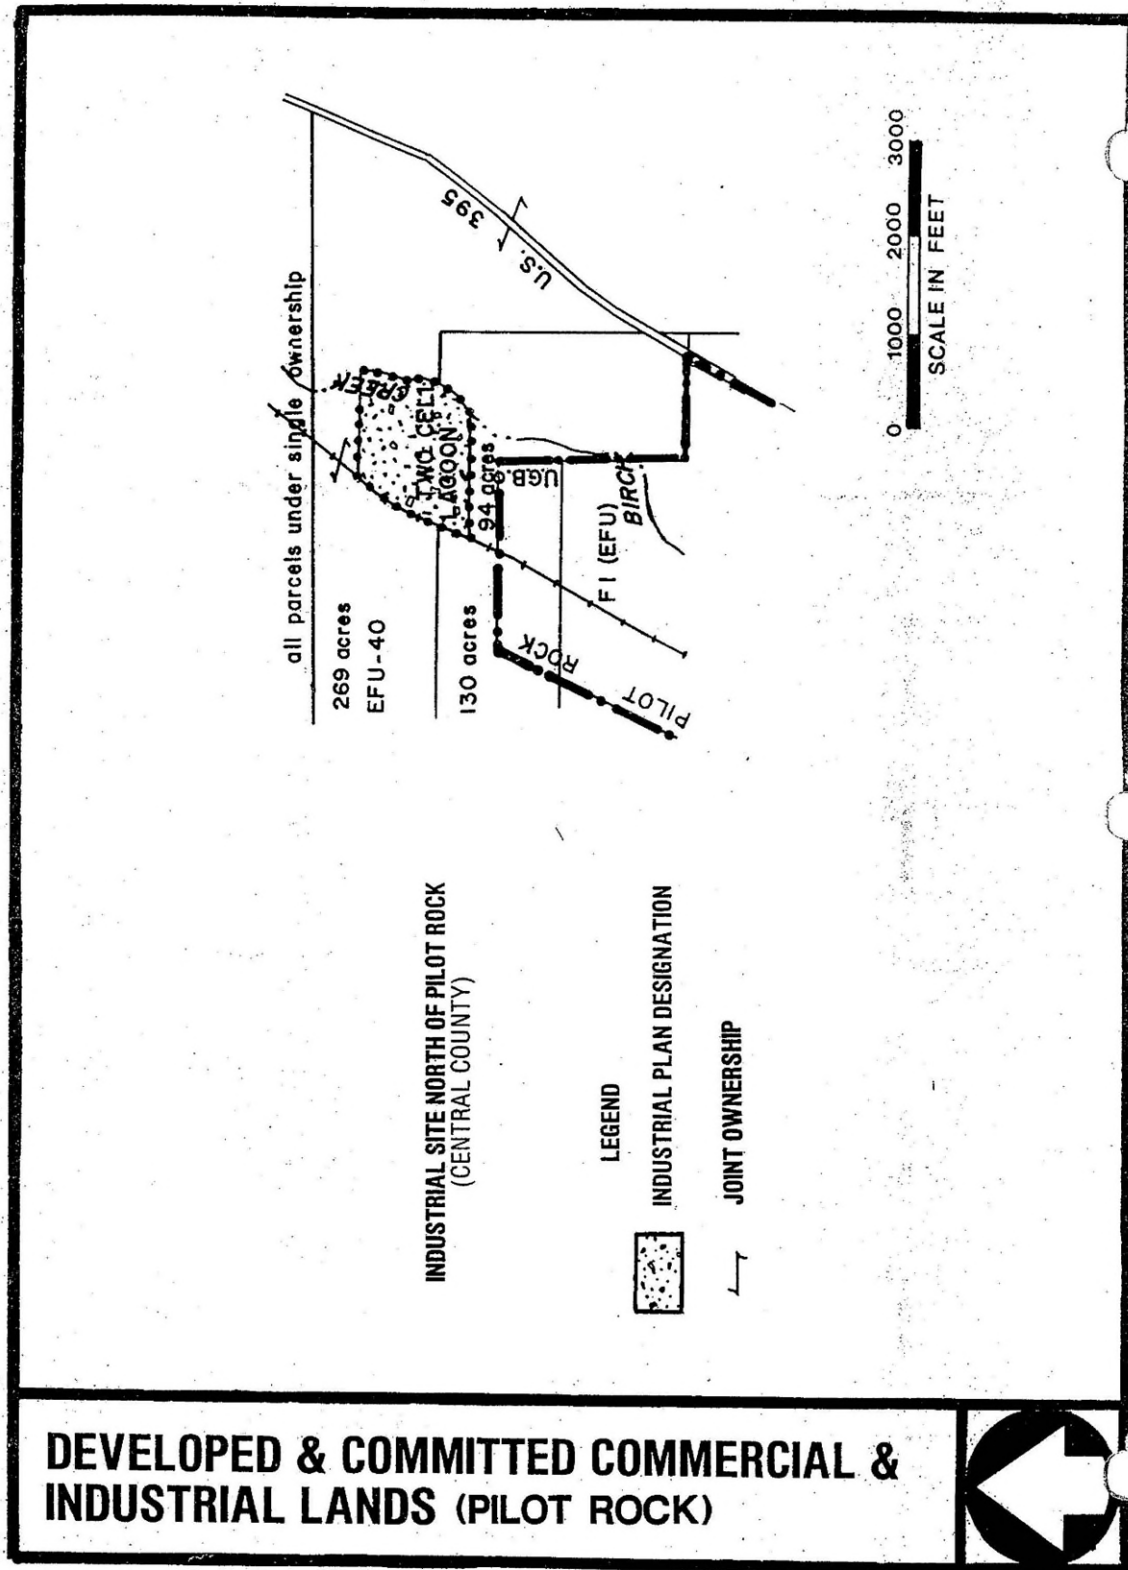 all parcels under single ownership
269 acres
EFU-40
130 acres
94 acres
TWO CELL
LAGOON
CREEK
U.S. 395
U.G.B.
F1 (EFU)
BIRCH
PILOT ROCK
0 1000 2000 3000
SCALE IN FEET
INDUSTRIAL SITE NORTH OF PILOT ROCK
(CENTRAL COUNTY)
LEGEND
INDUSTRIAL PLAN DESIGNATION
JOINT OWNERSHIP
DEVELOPED & COMMITTED COMMERCIAL &
INDUSTRIAL LANDS (PILOT ROCK)